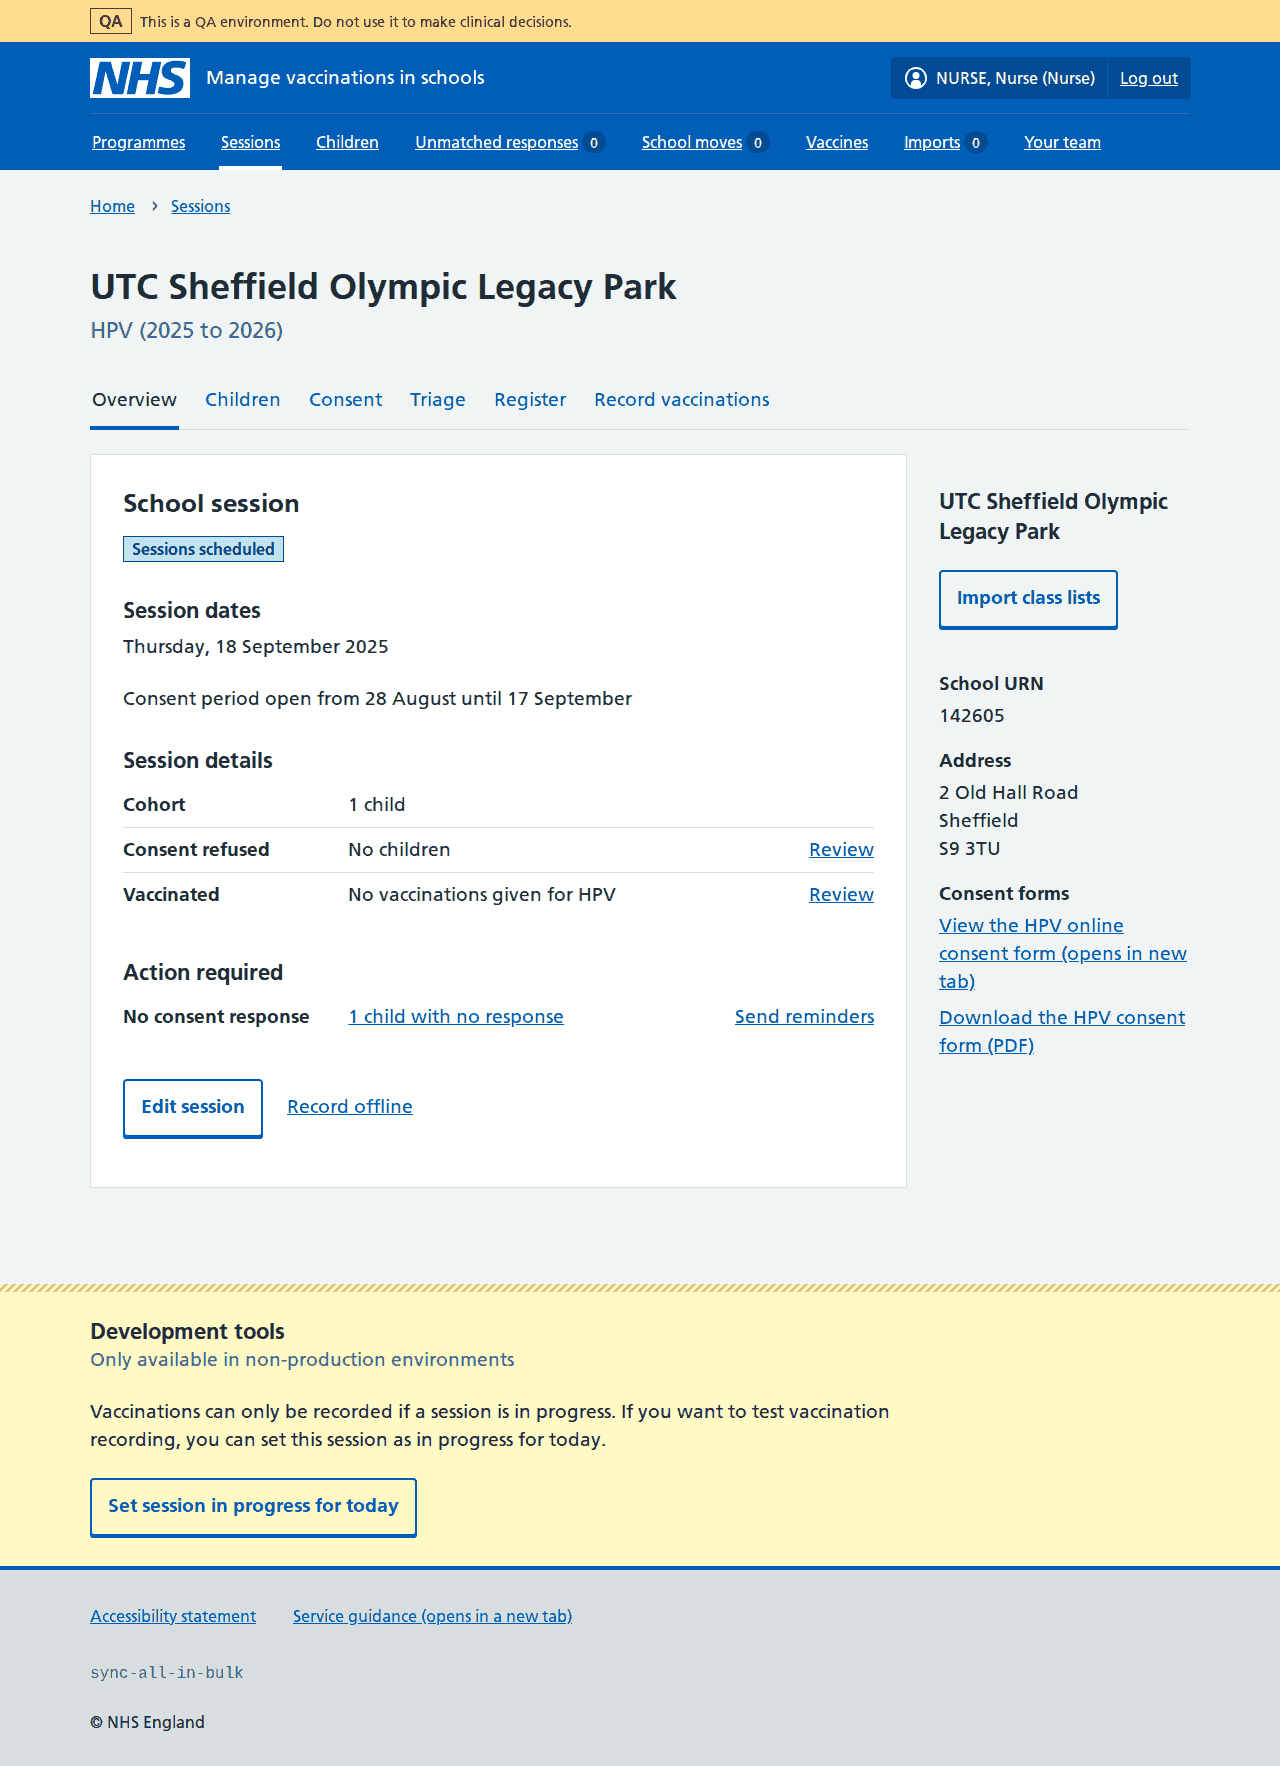 QA This is a QA environment. Do not use it to make clinical decisions.
NHS Manage vaccinations in schools NURSE, Nurse (Nurse) Log out
Programmes Sessions Children Unmatched responses 0 School moves 0 Vaccines Imports 0 Your team
Home › Sessions
UTC Sheffield Olympic Legacy Park
HPV (2025 to 2026)
Overview Children Consent Triage Register Record vaccinations
School session
Sessions scheduled
Session dates
Thursday, 18 September 2025
Consent period open from 28 August until 17 September
Session details
Cohort 1 child
Consent refused No children Review
Vaccinated No vaccinations given for HPV Review
Action required
No consent response 1 child with no response Send reminders
Edit session Record offline
UTC Sheffield Olympic
Legacy Park
Import class lists
School URN
142605
Address
2 Old Hall Road
Sheffield
S9 3TU
Consent forms
View the HPV online
consent form (opens in new
tab)
Download the HPV consent
form (PDF)
Development tools
Only available in non-production environments
Vaccinations can only be recorded if a session is in progress. If you want to test vaccination
recording, you can set this session as in progress for today.
Set session in progress for today
Accessibility statement Service guidance (opens in a new tab)
sync-all-in-bulk
© NHS England